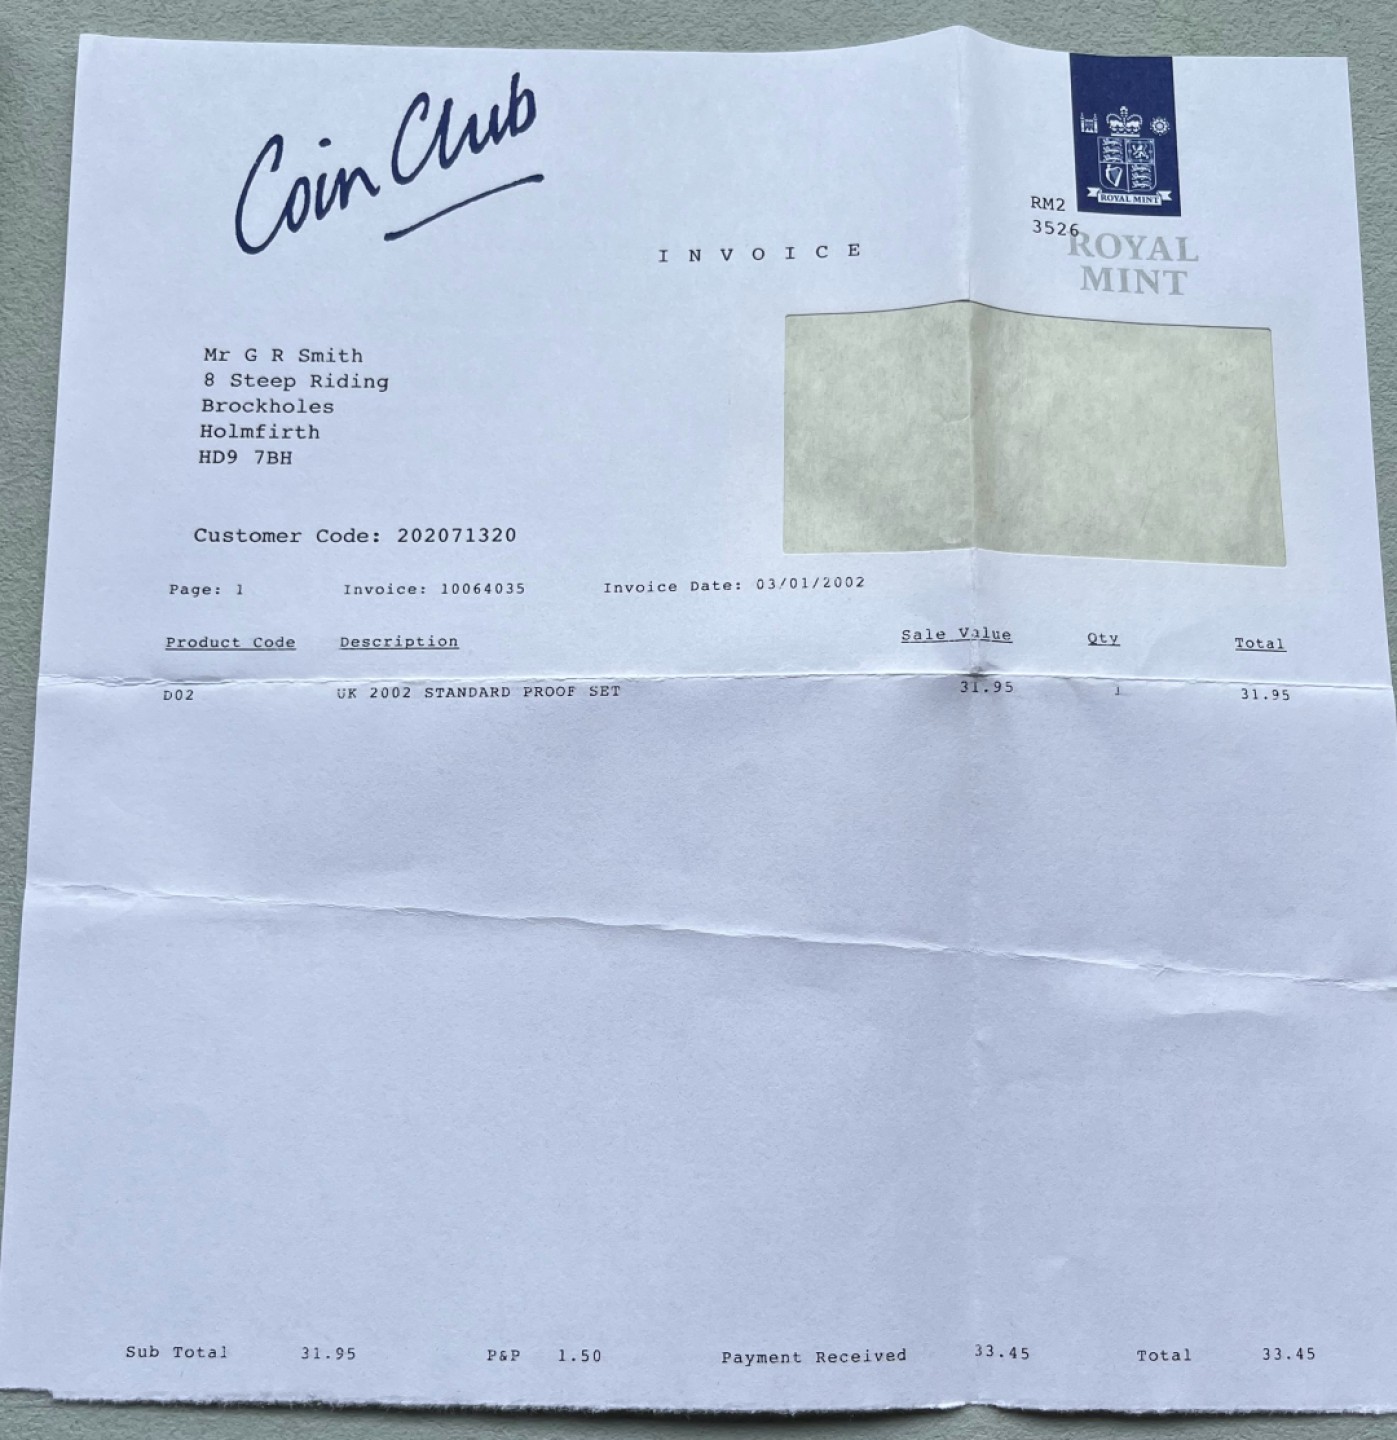 Coin Club
ROYAL MINT
RM2
3526
ROYAL
MINT
I N V O I C E
Mr G R Smith
8 Steep Riding
Brockholes
Holmfirth
HD9 7BH
Customer Code: 202071320
Page: 1 Invoice: 10064035 Invoice Date: 03/01/2002
Product Code Description Sale Value Qty Total
D02 UK 2002 STANDARD PROOF SET 31.95 1 31.95
Sub Total 31.95 P&P 1.50 Payment Received 33.45 Total 33.45